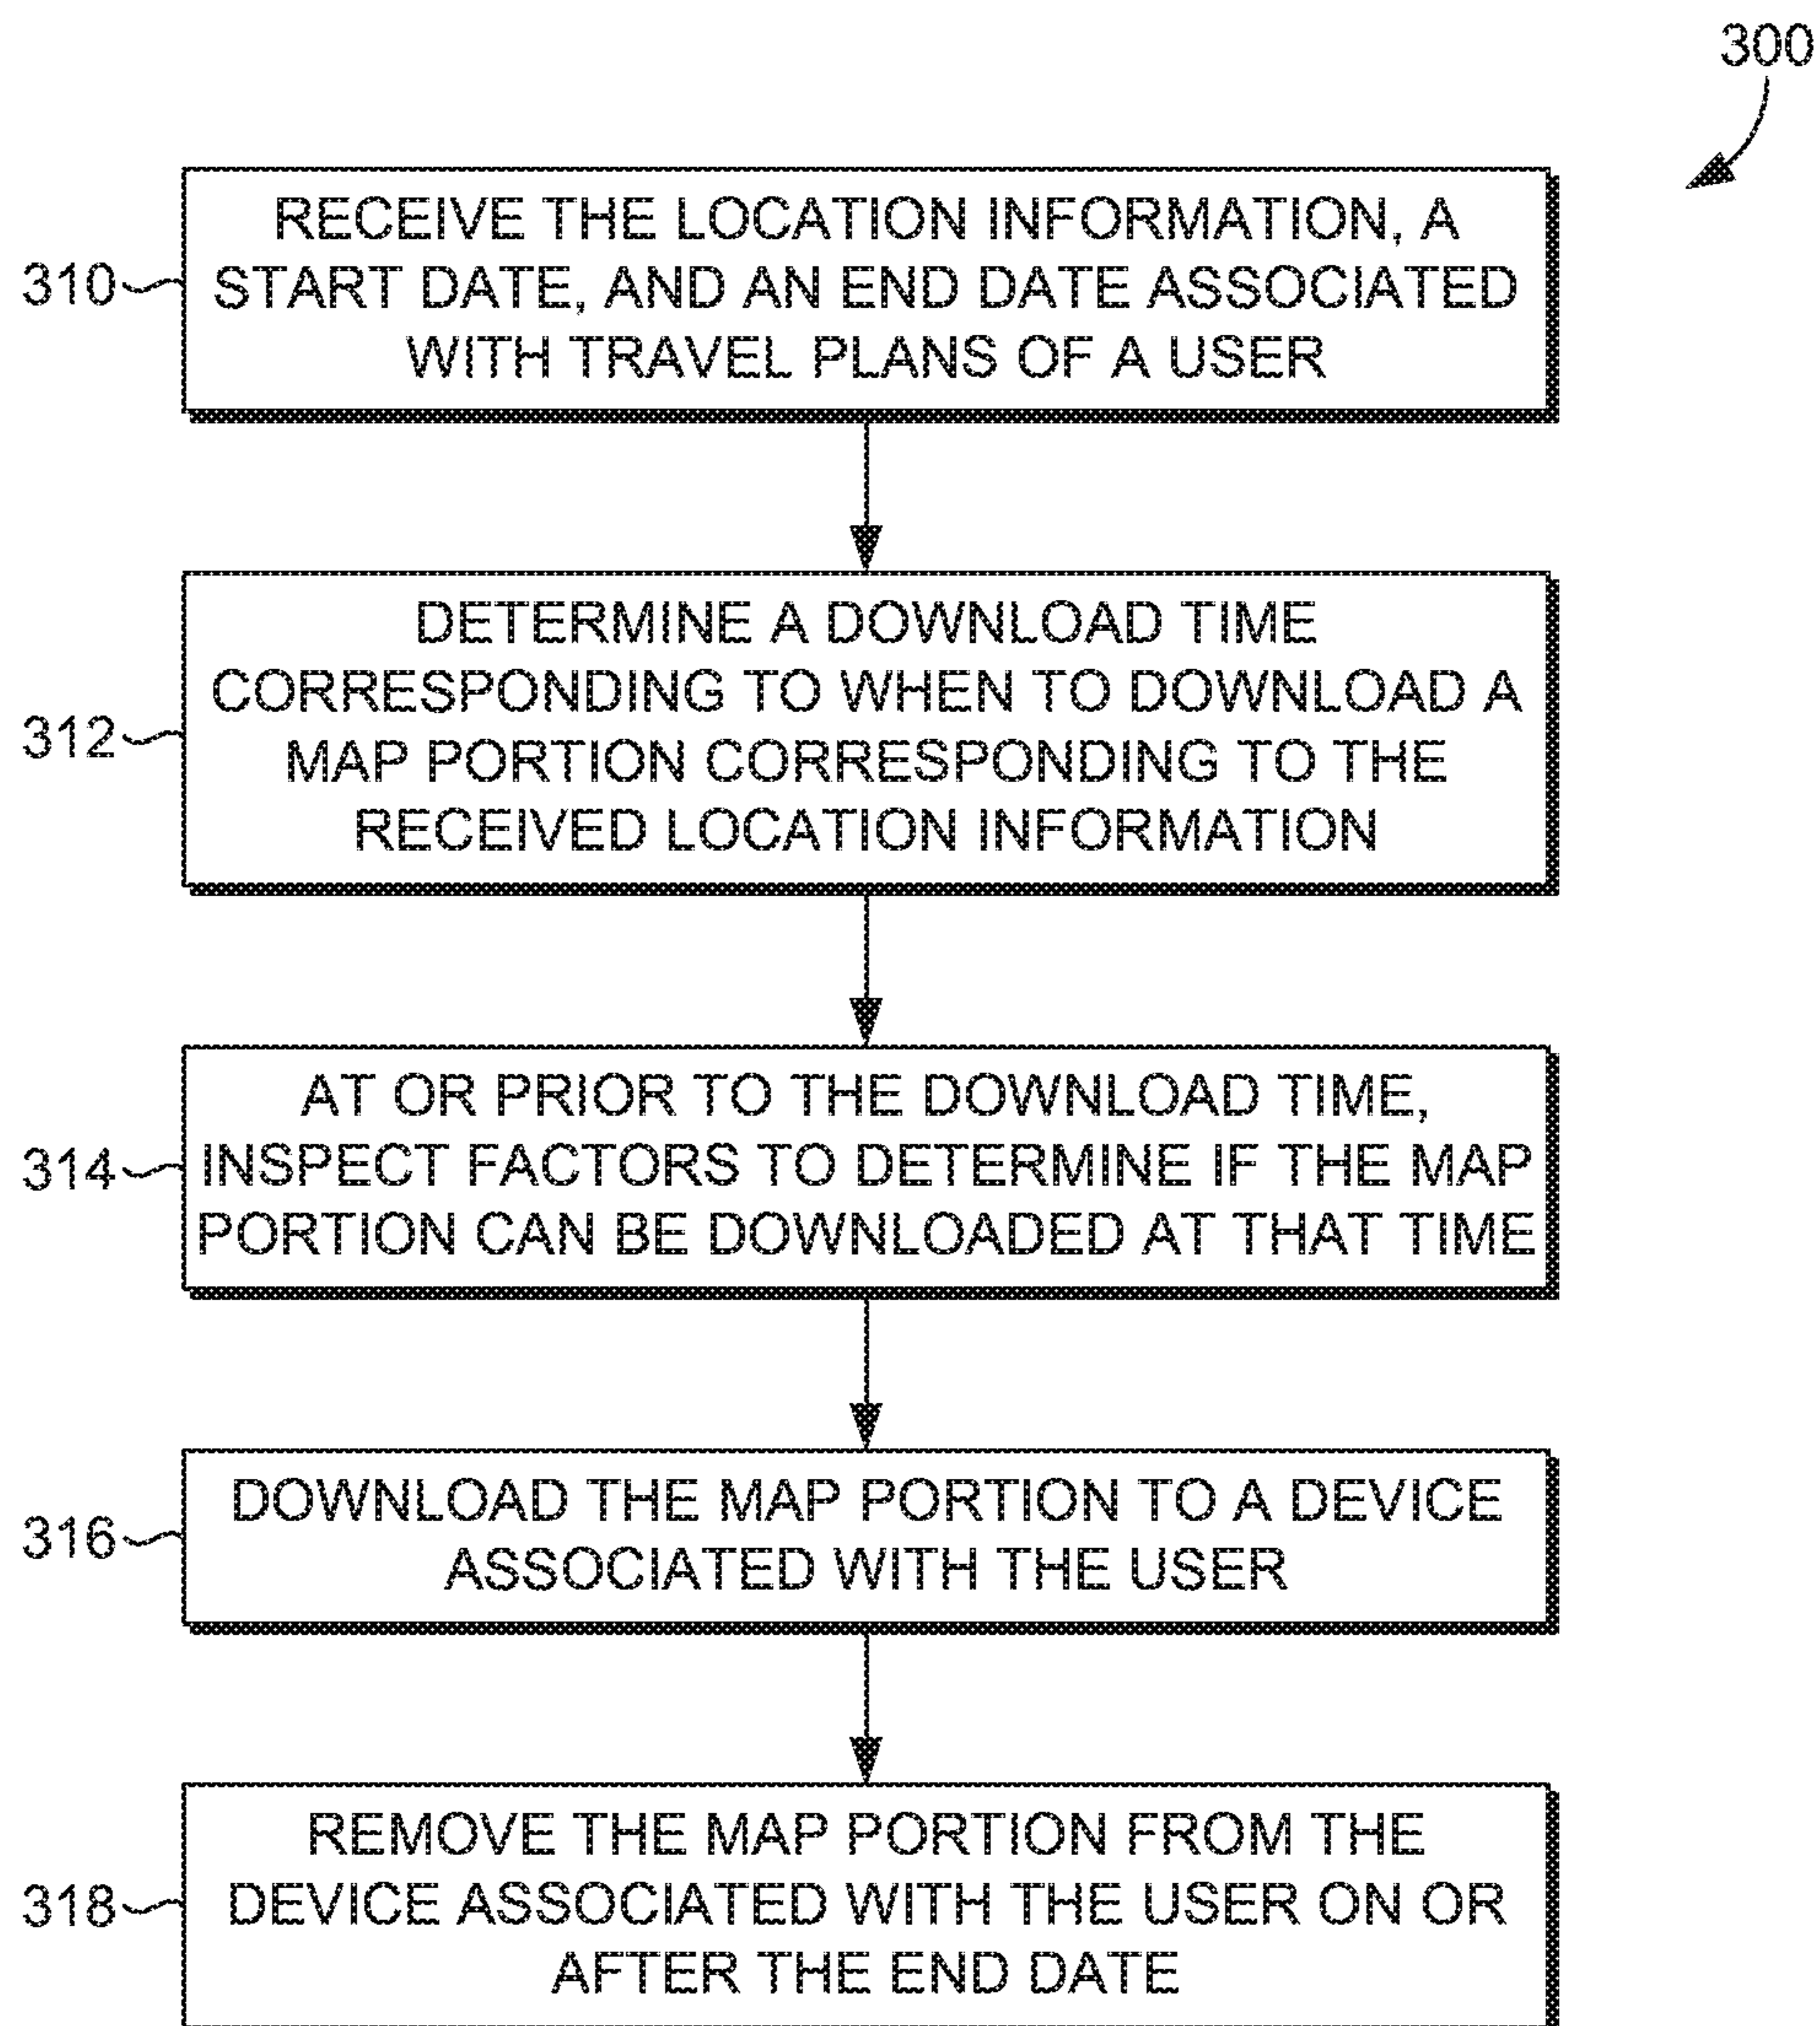 300
310
RECEIVE THE LOCATION INFORMATION, A
START DATE, AND AN END DATE ASSOCIATED
WITH TRAVEL PLANS OF A USER
312
DETERMINE A DOWNLOAD TIME
CORRESPONDING TO WHEN TO DOWNLOAD A
MAP PORTION CORRESPONDING TO THE
RECEIVED LOCATION INFORMATION
314
AT OR PRIOR TO THE DOWNLOAD TIME,
INSPECT FACTORS TO DETERMINE IF THE MAP
PORTION CAN BE DOWNLOADED AT THAT TIME
316
DOWNLOAD THE MAP PORTION TO A DEVICE
ASSOCIATED WITH THE USER
318
REMOVE THE MAP PORTION FROM THE
DEVICE ASSOCIATED WITH THE USER ON OR
AFTER THE END DATE